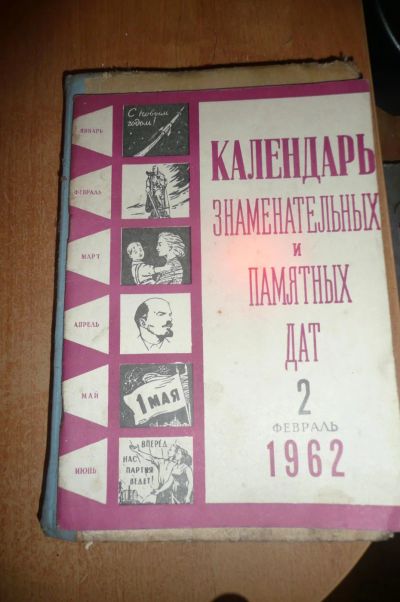 ЯНВАРЬ
С Новым
годом!
ФЕВРАЛЬ
МАРТ
АПРЕЛЬ
МАЙ
1 МАЯ
ИЮНЬ
ВПЕРЕД
НАС
ПАРТИЯ
ВЕДЕТ!
КАЛЕНДАРЬ
ЗНАМЕНАТЕЛЬНЫХ
И
ПАМЯТНЫХ
ДАТ
2
ФЕВРАЛЬ
1962